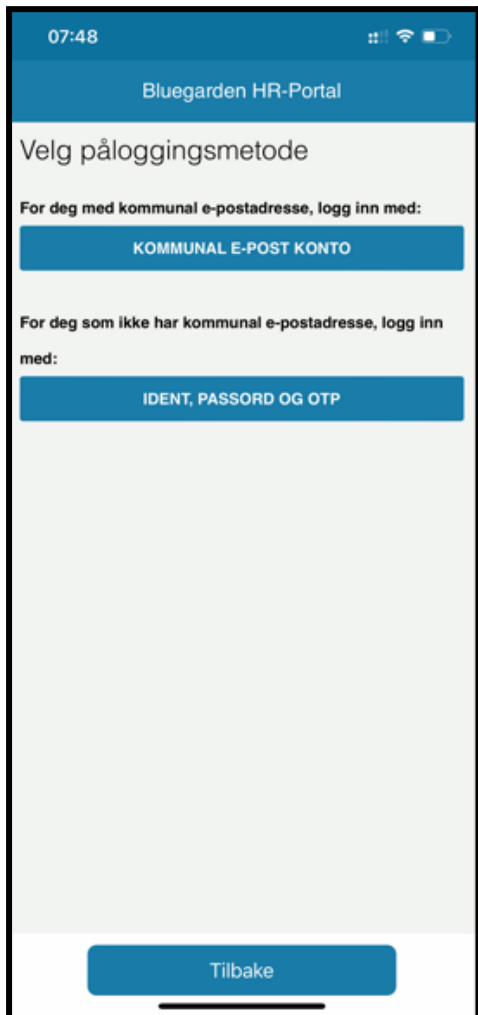 07:48
Bluegarden HR-Portal
Velg påloggingsmetode
For deg med kommunal e-postadresse, logg inn med:
KOMMUNAL E-POST KONTO
For deg som ikke har kommunal e-postadresse, logg inn
med:
IDENT, PASSORD OG OTP
Tilbake